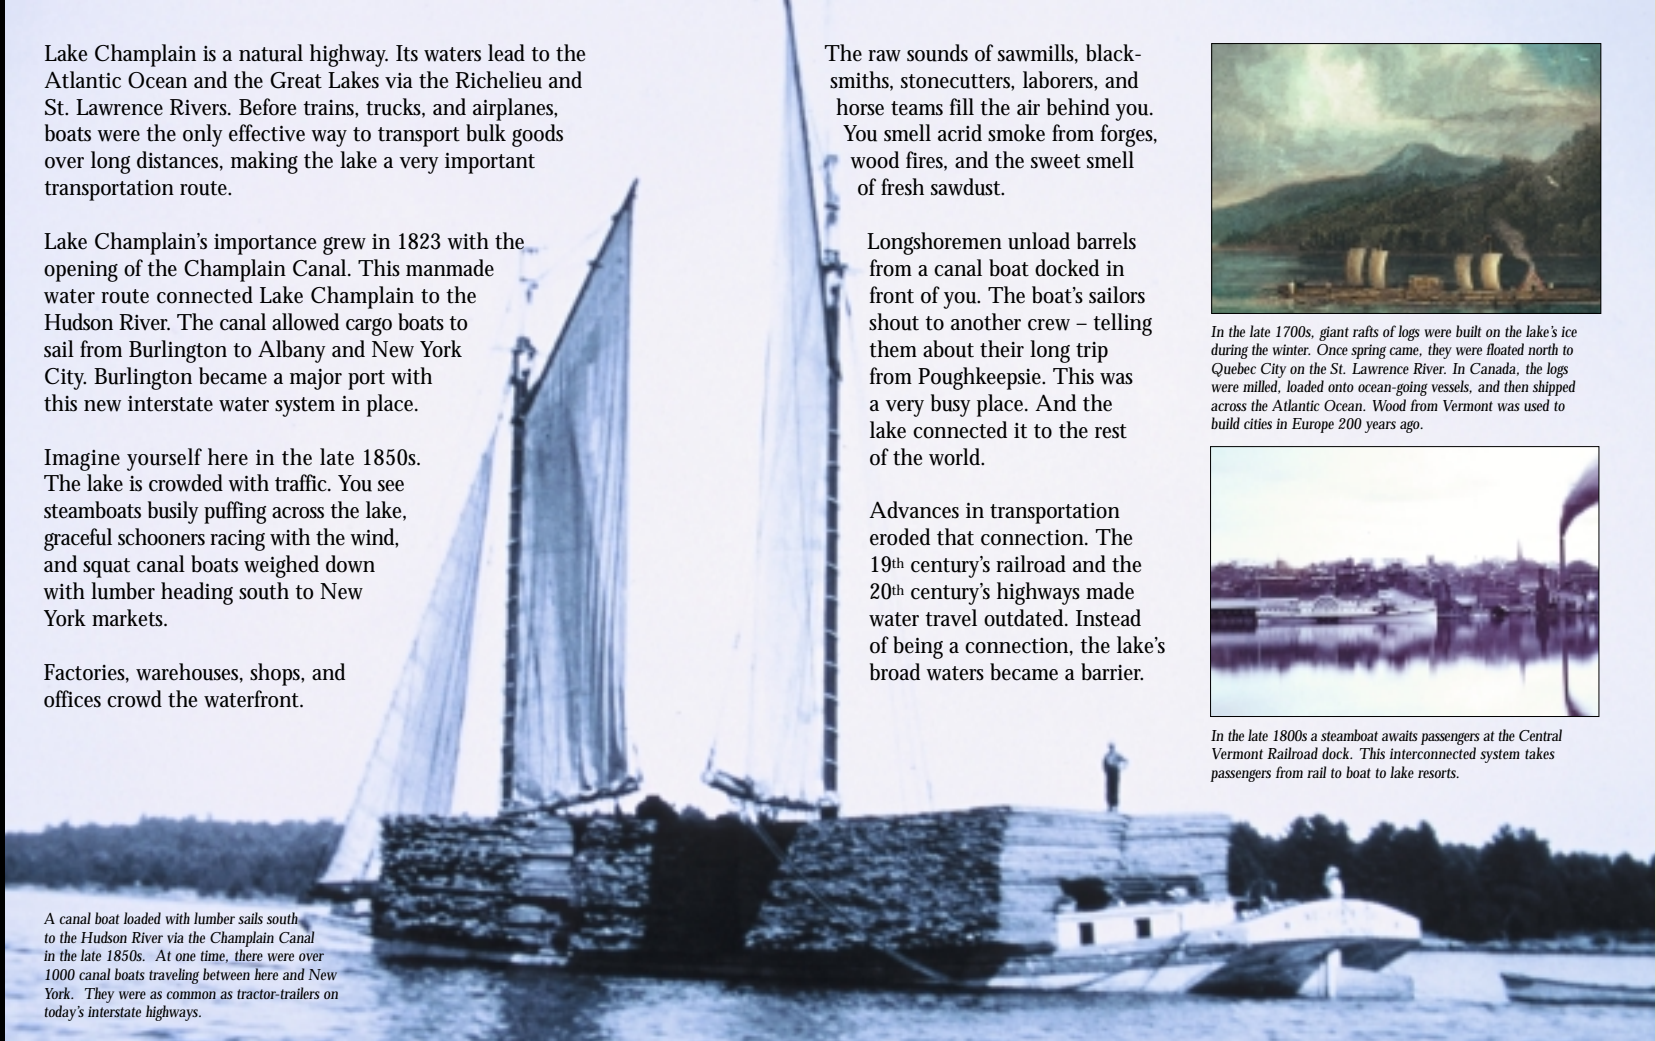 Lake Champlain is a natural highway. Its waters lead to the
Atlantic Ocean and the Great Lakes via the Richelieu and
St. Lawrence Rivers. Before trains, trucks, and airplanes,
boats were the only effective way to transport bulk goods
over long distances, making the lake a very important
transportation route.
Lake Champlain's importance grew in 1823 with the
opening of the Champlain Canal. This manmade
water route connected Lake Champlain to the
Hudson River. The canal allowed cargo boats to
sail from Burlington to Albany and New York
City. Burlington became a major port with
this new interstate water system in place.
Imagine yourself here in the late 1850s.
The lake is crowded with traffic. You see
steamboats busily puffing across the lake,
graceful schooners racing with the wind,
and squat canal boats weighed down
with lumber heading south to New
York markets.
Factories, warehouses, shops, and
offices crowd the waterfront.
The raw sounds of sawmills, black-
smiths, stonecutters, laborers, and
horse teams fill the air behind you.
You smell acrid smoke from forges,
wood fires, and the sweet smell
of fresh sawdust.
Longshoremen unload barrels
from a canal boat docked in
front of you. The boat's sailors
shout to another crew – telling
them about their long trip
from Poughkeepsie. This was
a very busy place. And the
lake connected it to the rest
of the world.
Advances in transportation
eroded that connection. The
19th century's railroad and the
20th century's highways made
water travel outdated. Instead
of being a connection, the lake's
broad waters became a barrier.
In the late 1700s, giant rafts of logs were built on the lake's ice
during the winter. Once spring came, they were floated north to
Quebec City on the St. Lawrence River. In Canada, the logs
were milled, loaded onto ocean-going vessels, and then shipped
across the Atlantic Ocean. Wood from Vermont was used to
build cities in Europe 200 years ago.
In the late 1800s a steamboat awaits passengers at the Central
Vermont Railroad dock. This interconnected system takes
passengers from rail to boat to lake resorts.
A canal boat loaded with lumber sails south
to the Hudson River via the Champlain Canal
in the late 1850s. At one time, there were over
1000 canal boats traveling between here and New
York. They were as common as tractor-trailers on
today's interstate highways.